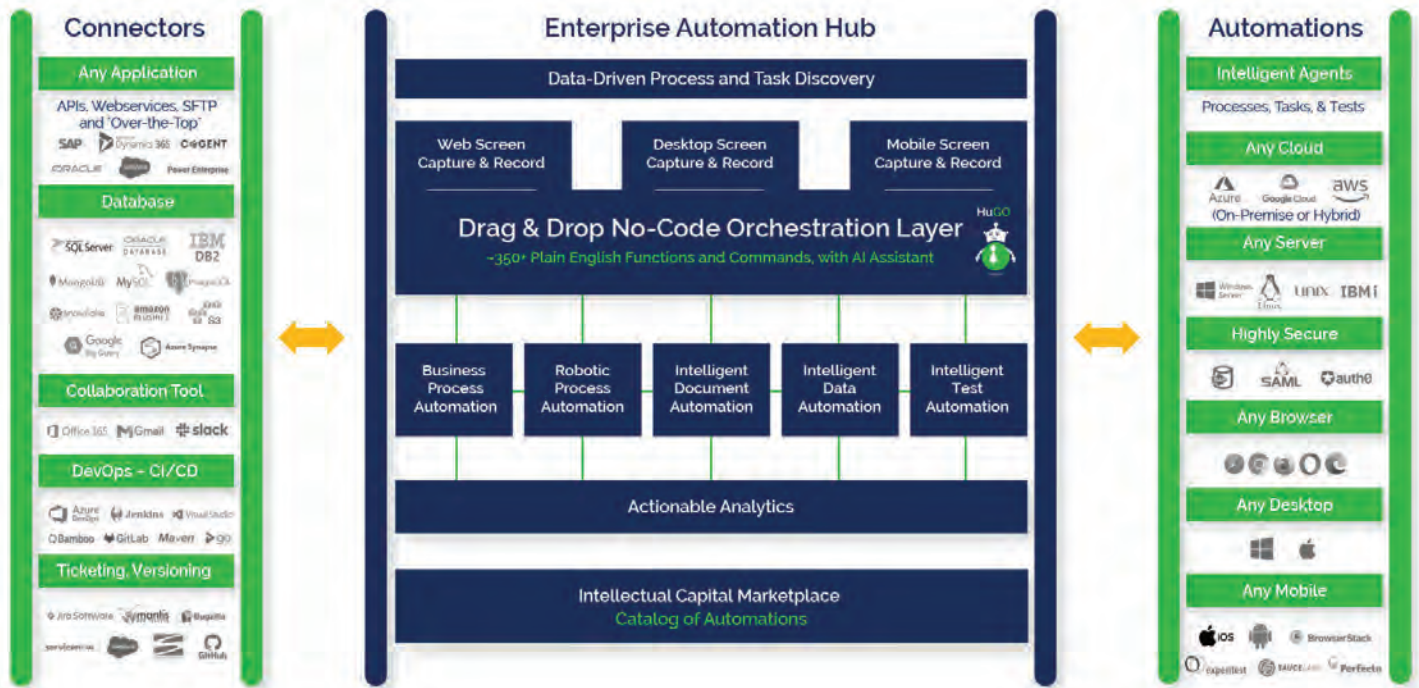 Connectors
Any Application
APIs, Webservices, SFTP
and "Over-the-Top"
SAP
Dynamics 365
COGENT
ORACLE
Power Enterprise
Database
SQL Server
ORACLE
DATABASE
IBM
DB2
MongoDB
MySQL
PostgreSQL
snowflake
amazon
REDSHIFT
S3
Google
Big Query
Azure Synapse
Collaboration Tool
Office 365
Gmail
slack
DevOps - CI/CD
Azure
DevOps
Jenkins
Visual Studio
Bamboo
GitLab
Maven
go
Ticketing, Versioning
Jira Software
servicenow
GitHub
Enterprise Automation Hub
Data-Driven Process and Task Discovery
Web Screen
Capture & Record
Desktop Screen
Capture & Record
Mobile Screen
Capture & Record
HuGO
Drag & Drop No-Code Orchestration Layer
~350+ Plain English Functions and Commands, with AI Assistant
Business
Process
Automation
Robotic
Process
Automation
Intelligent
Document
Automation
Intelligent
Data
Automation
Intelligent
Test
Automation
Actionable Analytics
Intellectual Capital Marketplace
Catalog of Automations
Automations
Intelligent Agents
Processes, Tasks, & Tests
Any Cloud
Azure
Google Cloud
aws
(On-Premise or Hybrid)
Any Server
Windows
Server
Linux
UNIX
IBM i
Highly Secure
SAML
auth0
Any Browser
Any Desktop
Any Mobile
iOS
BrowserStack
experitest
SAUCELABS
Perfecto